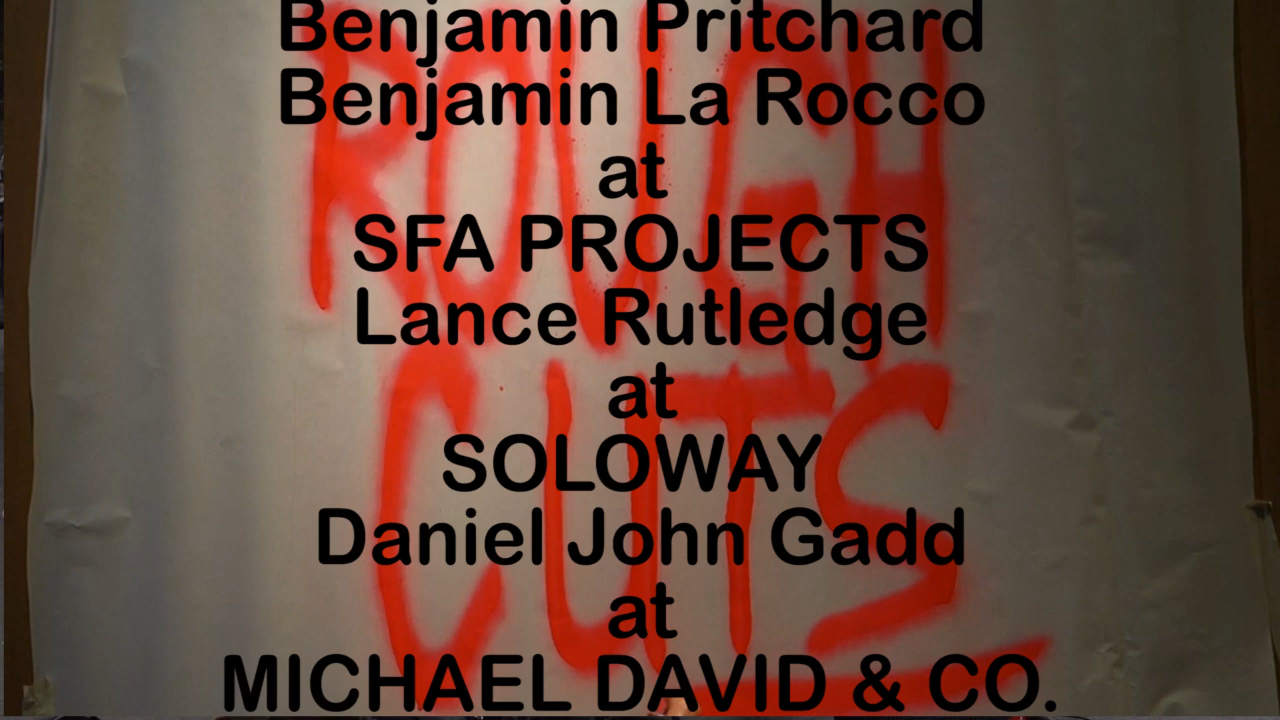 Benjamin Pritchard
Benjamin La Rocco
at
SFA PROJECTS
Lance Rutledge
at
SOLOWAY
Daniel John Gadd
at
MICHAEL DAVID & CO.
ROUGH
CUTS